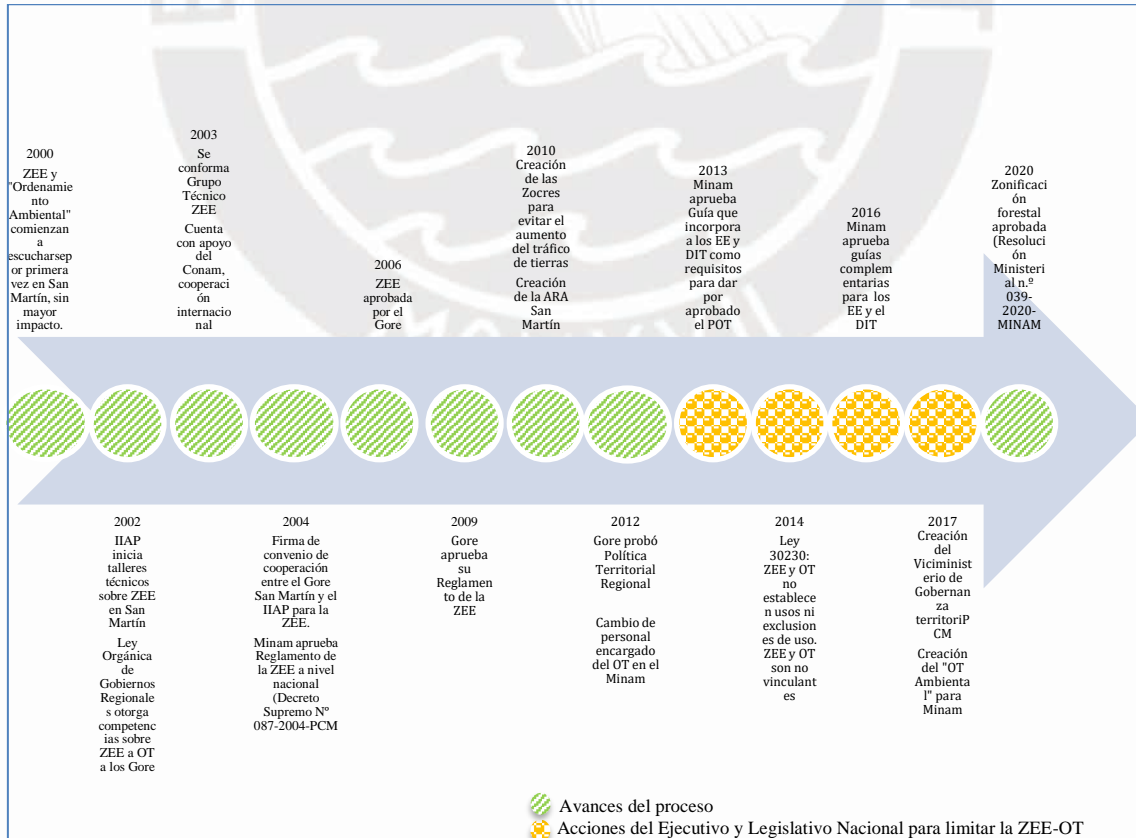 2000
ZEE y
"Ordenamie
nto
Ambiental"
comienzan
a
escucharsep
or primera
vez en San
Martín, sin
mayor
impacto.
2003
Se
conforma
Grupo
Técnico
ZEE
Cuenta
con apoyo
del
Conam,
cooperaci
ón
internacio
nal
2006
ZEE
aprobada
por el
Gore
2010
Creación
de las
Zocres
para
evitar el
aumento
del tráfico
de tierras
Creación
de la ARA
San
Martín
2013
Minam
aprueba
Guía que
incorpora
a los EE y
DIT como
requisitos
para dar
por
aprobado
el POT
2016
Minam
aprueba
guías
complem
entarias
para los
EE y el
DIT
2020
Zonificaci
ón
forestal
aprobada
(Resoluci
ón
Ministeri
al n.º
039-
2020-
MINAM
2002
IIAP
inicia
talleres
técnicos
sobre ZEE
en San
Martín
Ley
Orgánica
de
Gobiernos
Regionale
s otorga
competenc
ias sobre
ZEE a OT
a los Gore
2004
Firma de
convenio de
cooperación
entre el Gore
San Martín y el
IIAP para la
ZEE.
Minam aprueba
Reglamento de
la ZEE a nivel
nacional
(Decreto
Supremo Nº
087-2004-PCM
2009
Gore
aprueba
su
Reglamen
to de la
ZEE
2012
Gore probó
Política
Territorial
Regional
Cambio de
personal
encargado
del OT en el
Minam
2014
Ley
30230:
ZEE y OT
no
establece
n usos ni
exclusion
es de uso.
ZEE y OT
son no
vinculant
es
2017
Creación
del
Viciminist
erio de
Gobernan
za
territoriP
CM
Creación
del "OT
Ambienta
l" para
Minam
Avances del proceso
Acciones del Ejecutivo y Legislativo Nacional para limitar la ZEE-OT